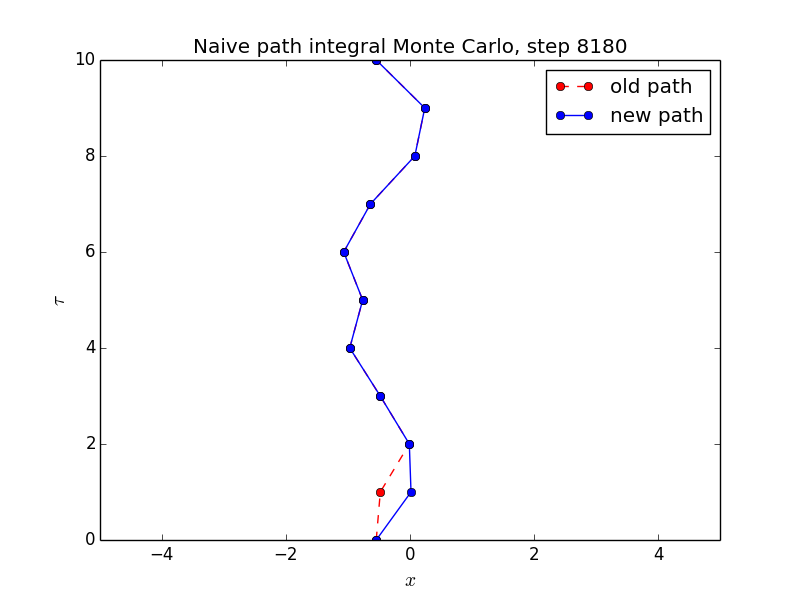 Naive path integral Monte Carlo, step 8180
old path
new path
10
8
6
4
2
0
τ
−4
−2
0
2
4
x